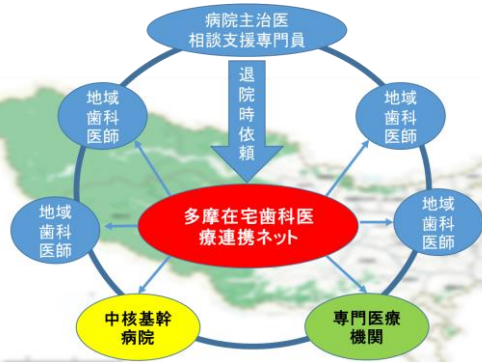 病院主治医
相談支援専門員
退
院
時
依
頼
地域
歯科
医師
地域
歯科
医師
地域
歯科
医師
地域
歯科
医師
多摩在宅歯科医
療連携ネット
中核基幹
病院
専門医療
機関